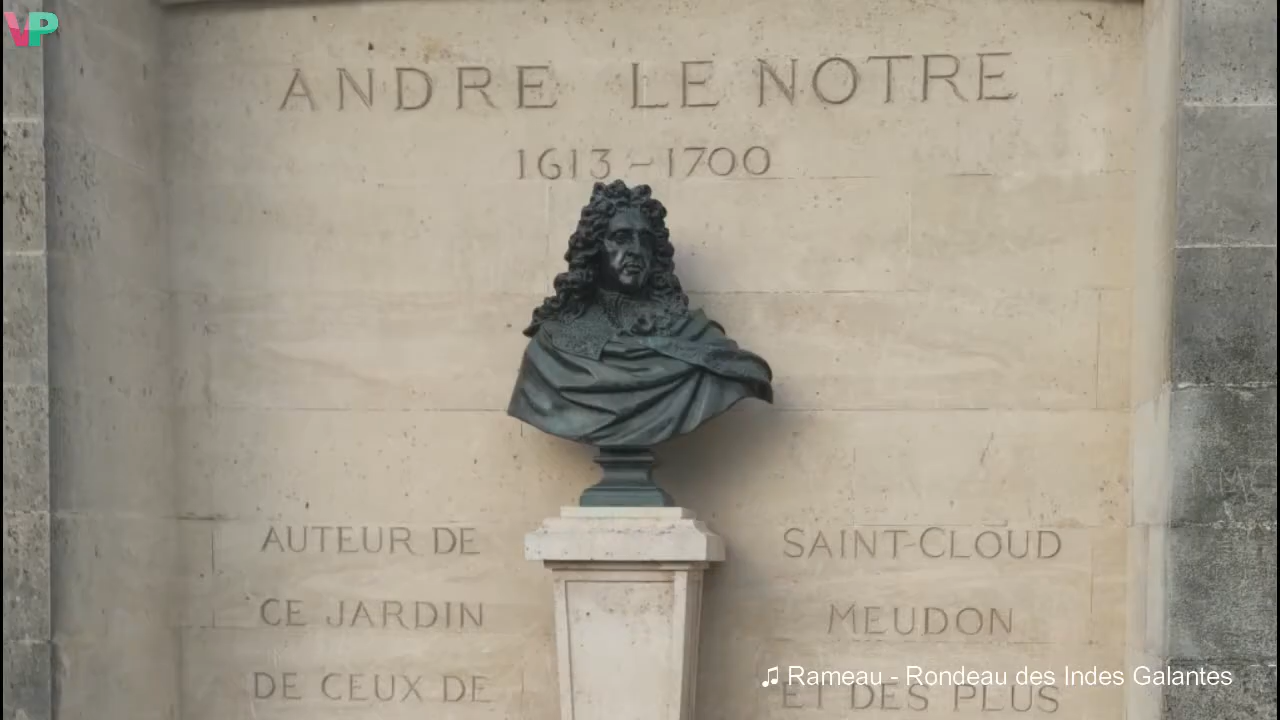 VP
ANDRE LE NOTRE
1613-1700
AUTEUR DE
CE JARDIN
DE CEUX DE
SAINT-CLOUD
MEUDON
ET DES PLUS
♫ Rameau - Rondeau des Indes Galantes